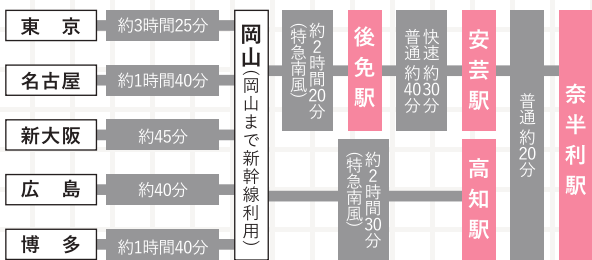 東京
約3時間25分
名古屋
約1時間40分
新大阪
約45分
広島
約40分
博多
約1時間40分
岡山(岡山まで新幹線利用)
約2時間20分
(特急南風)
後免駅
快速 約30分
普通 約40分
安芸駅
約2時間30分
(特急南風)
高知駅
普通 約20分
奈半利駅